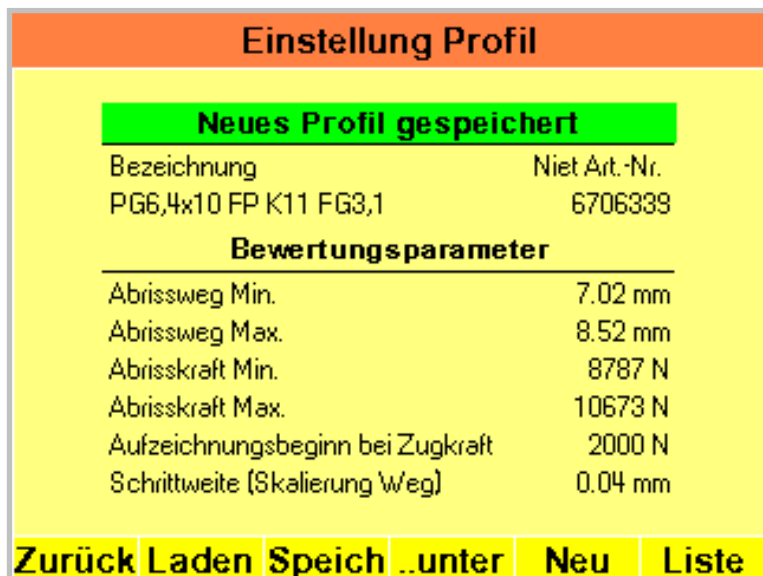 Einstellung Profil
Neues Profil gespeichert
Bezeichnung Niet Art.-Nr.
PG6,4x10 FP K11 FG3,1 6706339
Bewertungsparameter
Abrissweg Min. 7.02 mm
Abrissweg Max. 8.52 mm
Abrisskraft Min. 8787 N
Abrisskraft Max. 10673 N
Aufzeichnungsbeginn bei Zugkraft 2000 N
Schrittweite (Skalierung Weg) 0.04 mm
Zurück Laden Speich ..unter Neu Liste